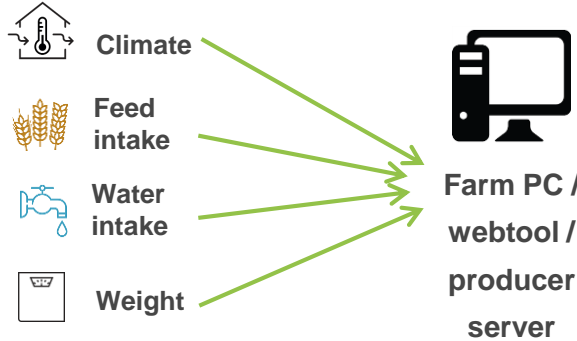 Climate
Feed
intake
Water
intake
Weight
Farm PC /
webtool /
producer
server